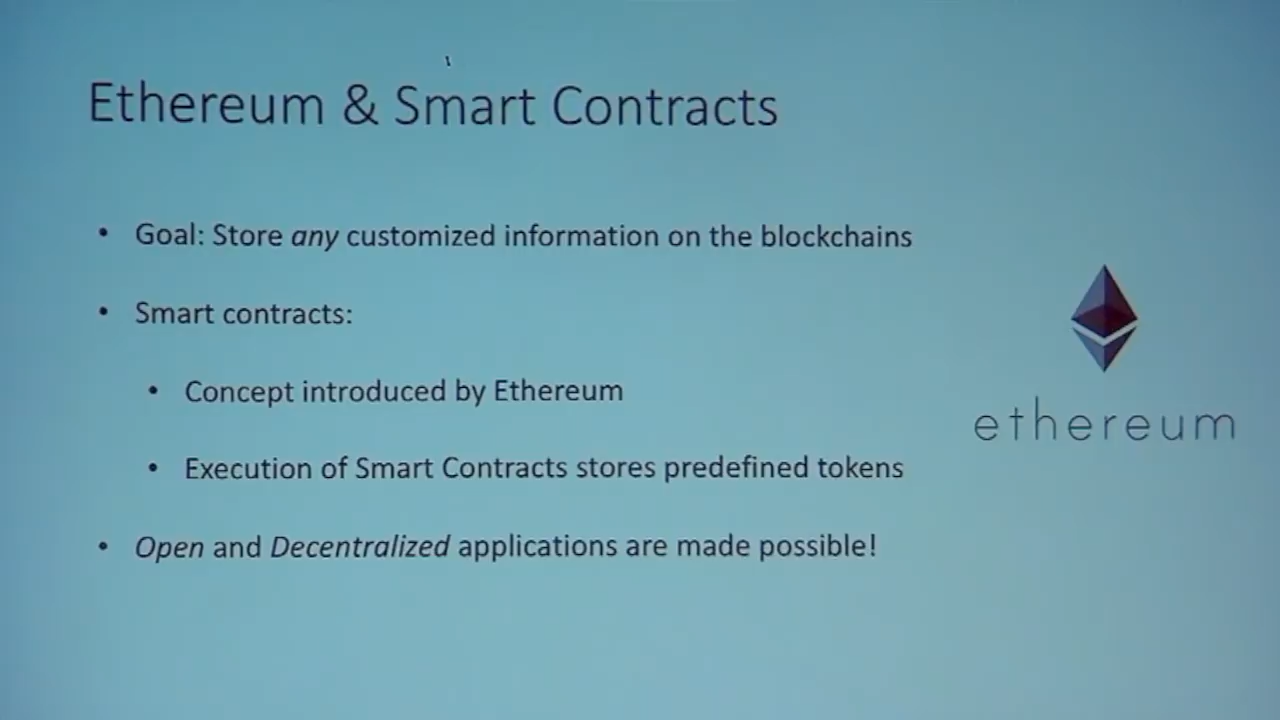 Ethereum & Smart Contracts
• Goal: Store any customized information on the blockchains
• Smart contracts:
• Concept introduced by Ethereum
• Execution of Smart Contracts stores predefined tokens
• Open and Decentralized applications are made possible!
ethereum